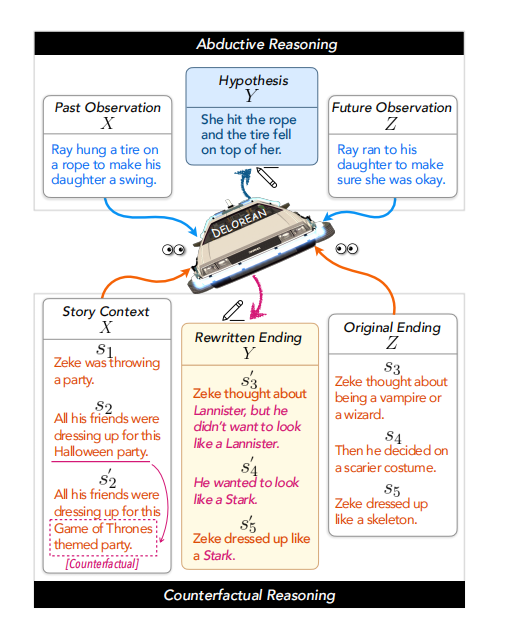 Abductive Reasoning
Hypothesis
Y
She hit the rope
and the tire fell
on top of her.
Past Observation
X
Ray hung a tire on
a rope to make his
daughter a swing.
Future Observation
Z
Ray ran to his
daughter to make
sure she was okay.
DELOREAN
Story Context
X
s1
Zeke was throwing
a party.
s2
All his friends were
dressing up for this
Halloween party.
s′2
All his friends were
dressing up for this
Game of Thrones
themed party.
[Counterfactual]
Rewritten Ending
Y
s′3
Zeke thought about
Lannister, but he
didn't want to look
like a Lannister.
s′4
He wanted to look
like a Stark.
s′5
Zeke dressed up like
a Stark.
Original Ending
Z
s3
Zeke thought about
being a vampire or
a wizard.
s4
Then he decided on
a scarier costume.
s5
Zeke dressed up
like a skeleton.
Counterfactual Reasoning